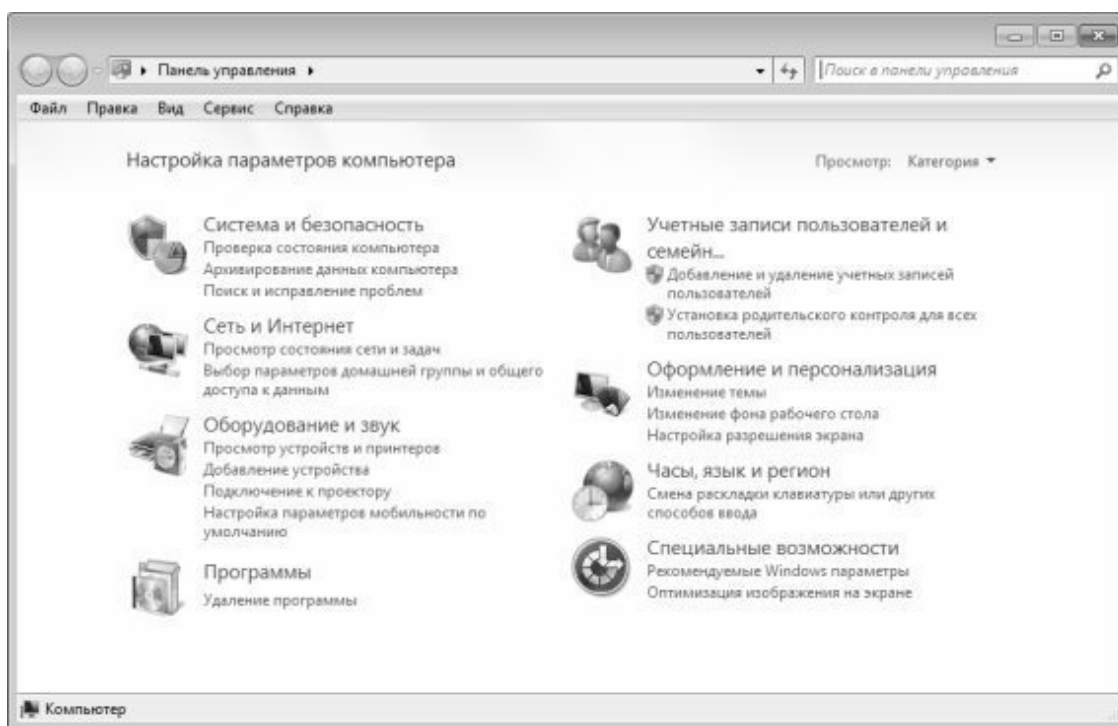 Панель управления
Поиск в панели управления
Файл Правка Вид Сервис Справка
Настройка параметров компьютера
Просмотр: Категория
Система и безопасность
Проверка состояния компьютера
Архивирование данных компьютера
Поиск и исправление проблем
Сеть и Интернет
Просмотр состояния сети и задач
Выбор параметров домашней группы и общего
доступа к данным
Оборудование и звук
Просмотр устройств и принтеров
Добавление устройства
Подключение к проектору
Настройка параметров мобильности по
умолчанию
Программы
Удаление программы
Учетные записи пользователей и
семейн...
Добавление и удаление учетных записей
пользователей
Установка родительского контроля для всех
пользователей
Оформление и персонализация
Изменение темы
Изменение фона рабочего стола
Настройка разрешения экрана
Часы, язык и регион
Смена раскладки клавиатуры или других
способов ввода
Специальные возможности
Рекомендуемые Windows параметры
Оптимизация изображения на экране
Компьютер